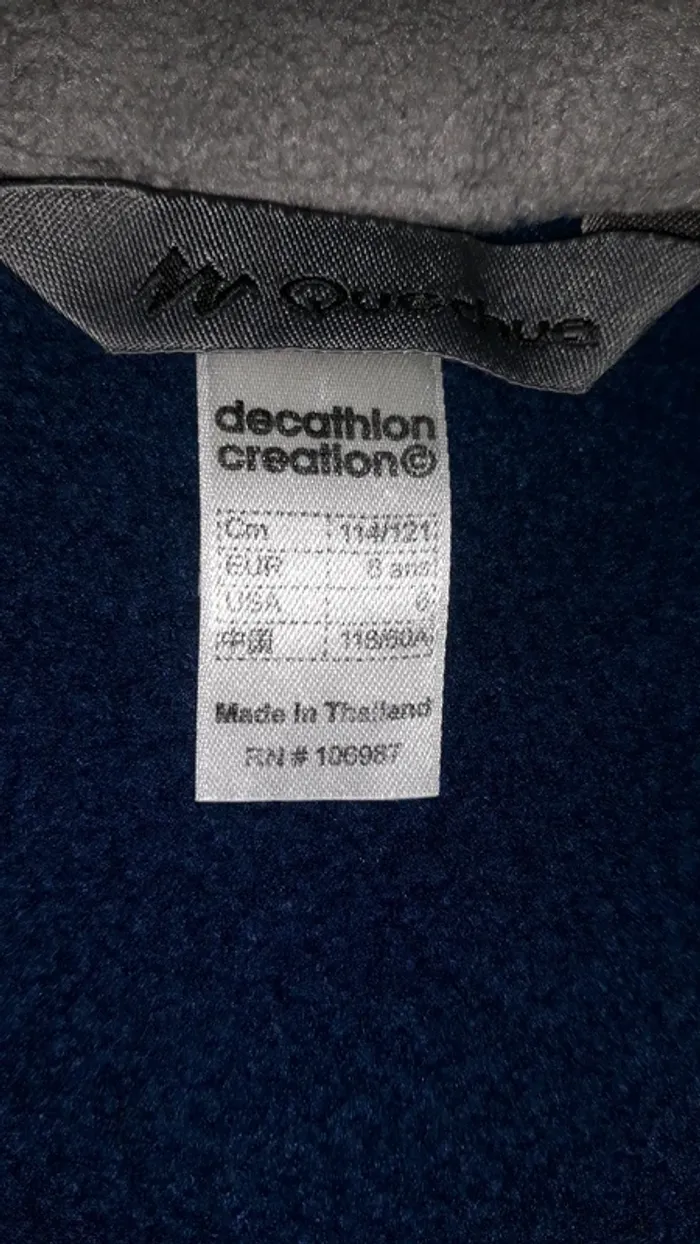 Quechua
decathlon
creation©
Cm 114/121
EUR 6 ans
USA 6
中国 116/60A
Made In Thailand
RN # 106987